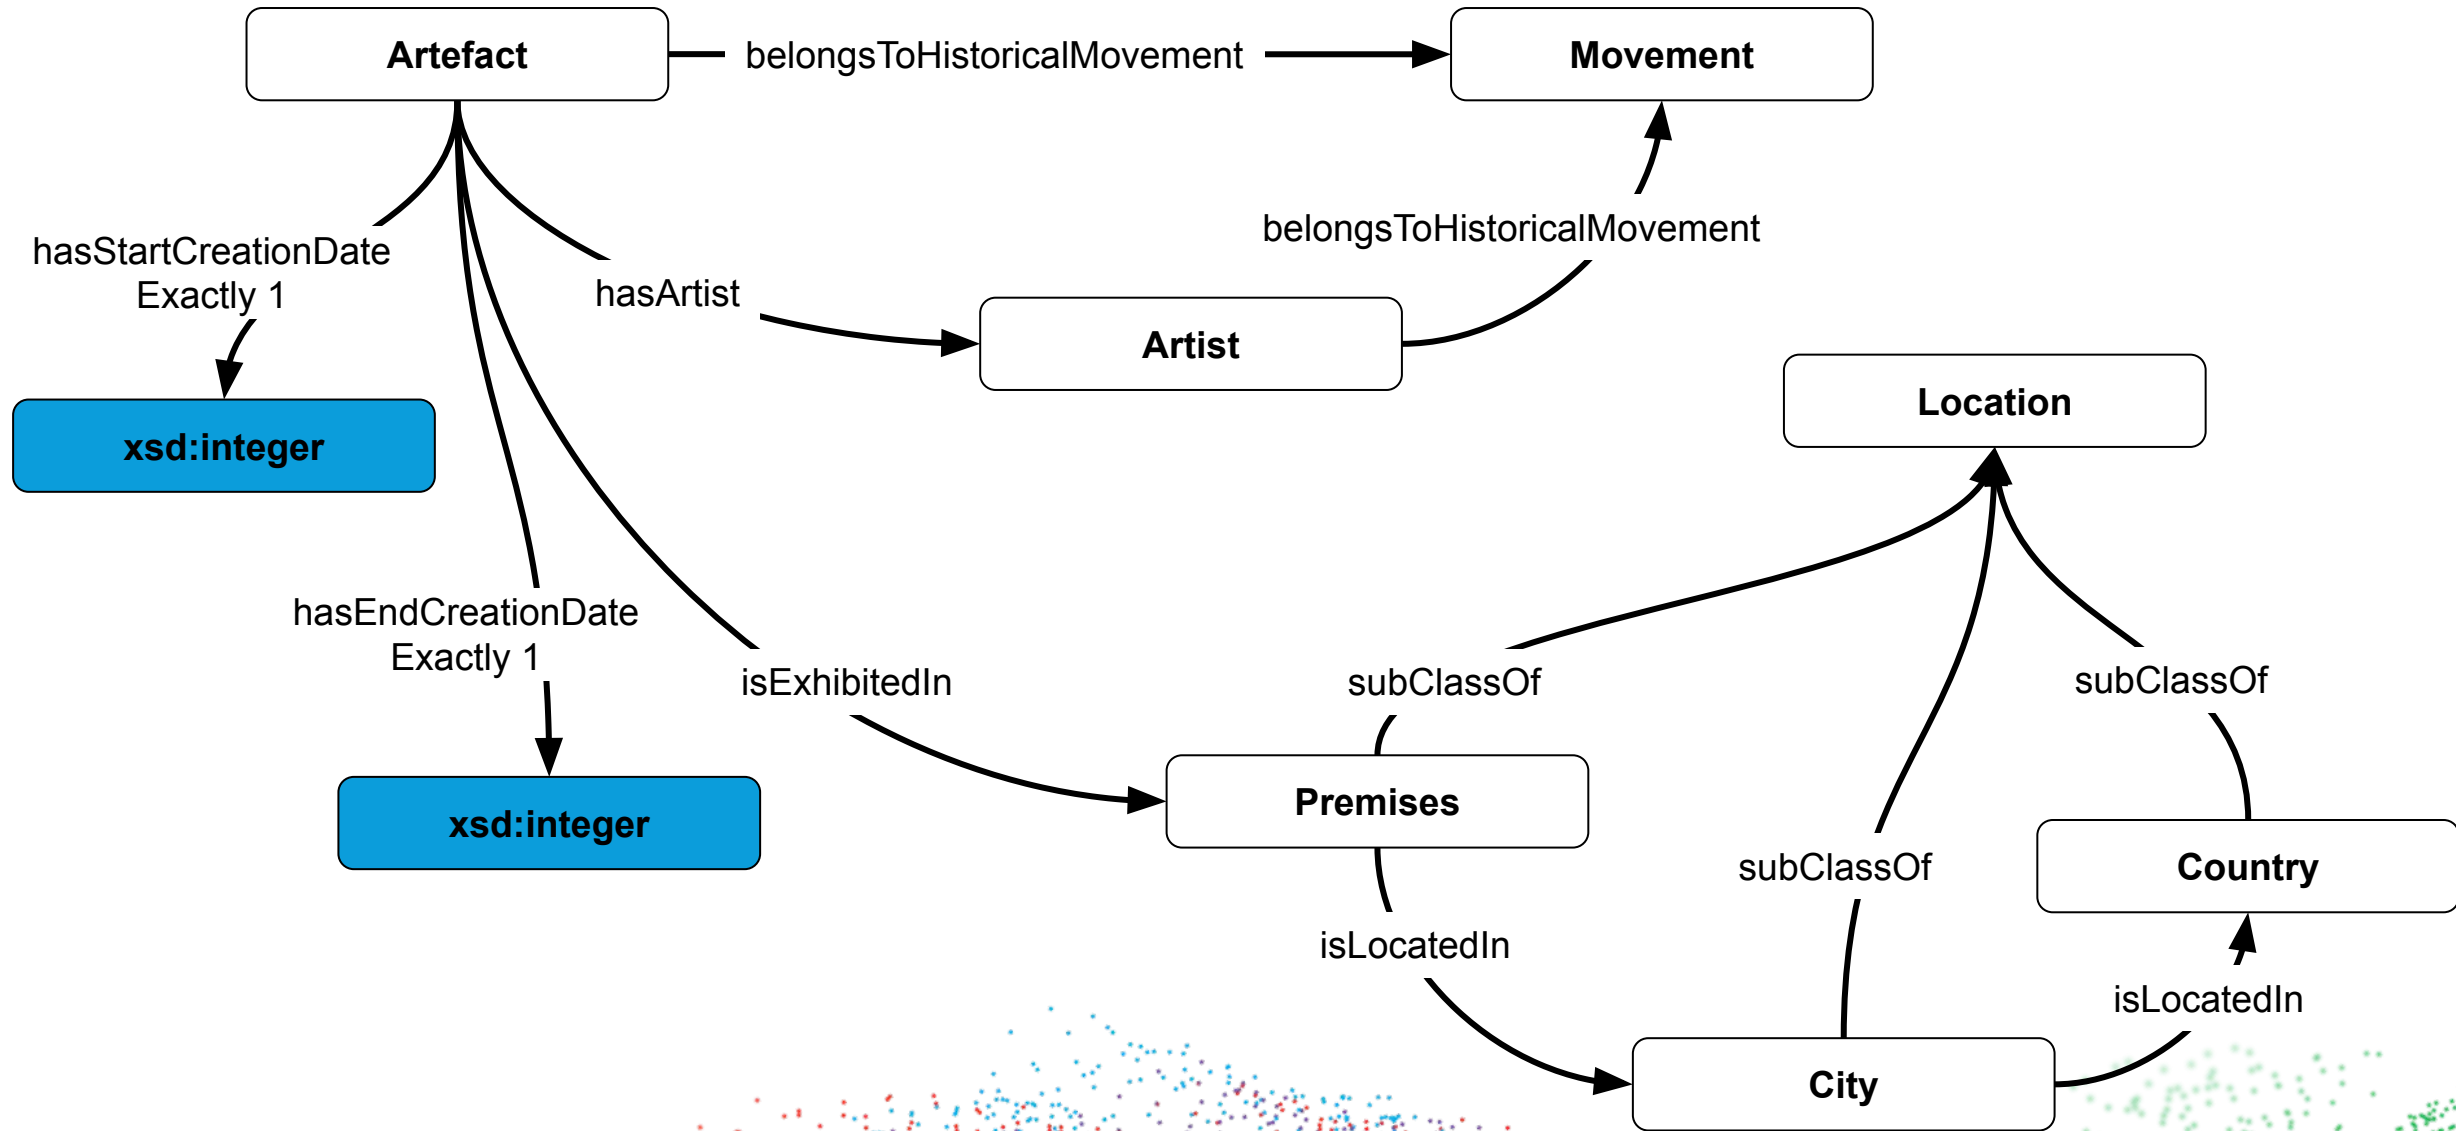 Artefact
belongsToHistoricalMovement
Movement
belongsToHistoricalMovement
hasStartCreationDate
Exactly 1
hasArtist
Artist
Location
xsd:integer
hasEndCreationDate
Exactly 1
isExhibitedIn
subClassOf
subClassOf
Premises
xsd:integer
subClassOf
Country
isLocatedIn
isLocatedIn
City